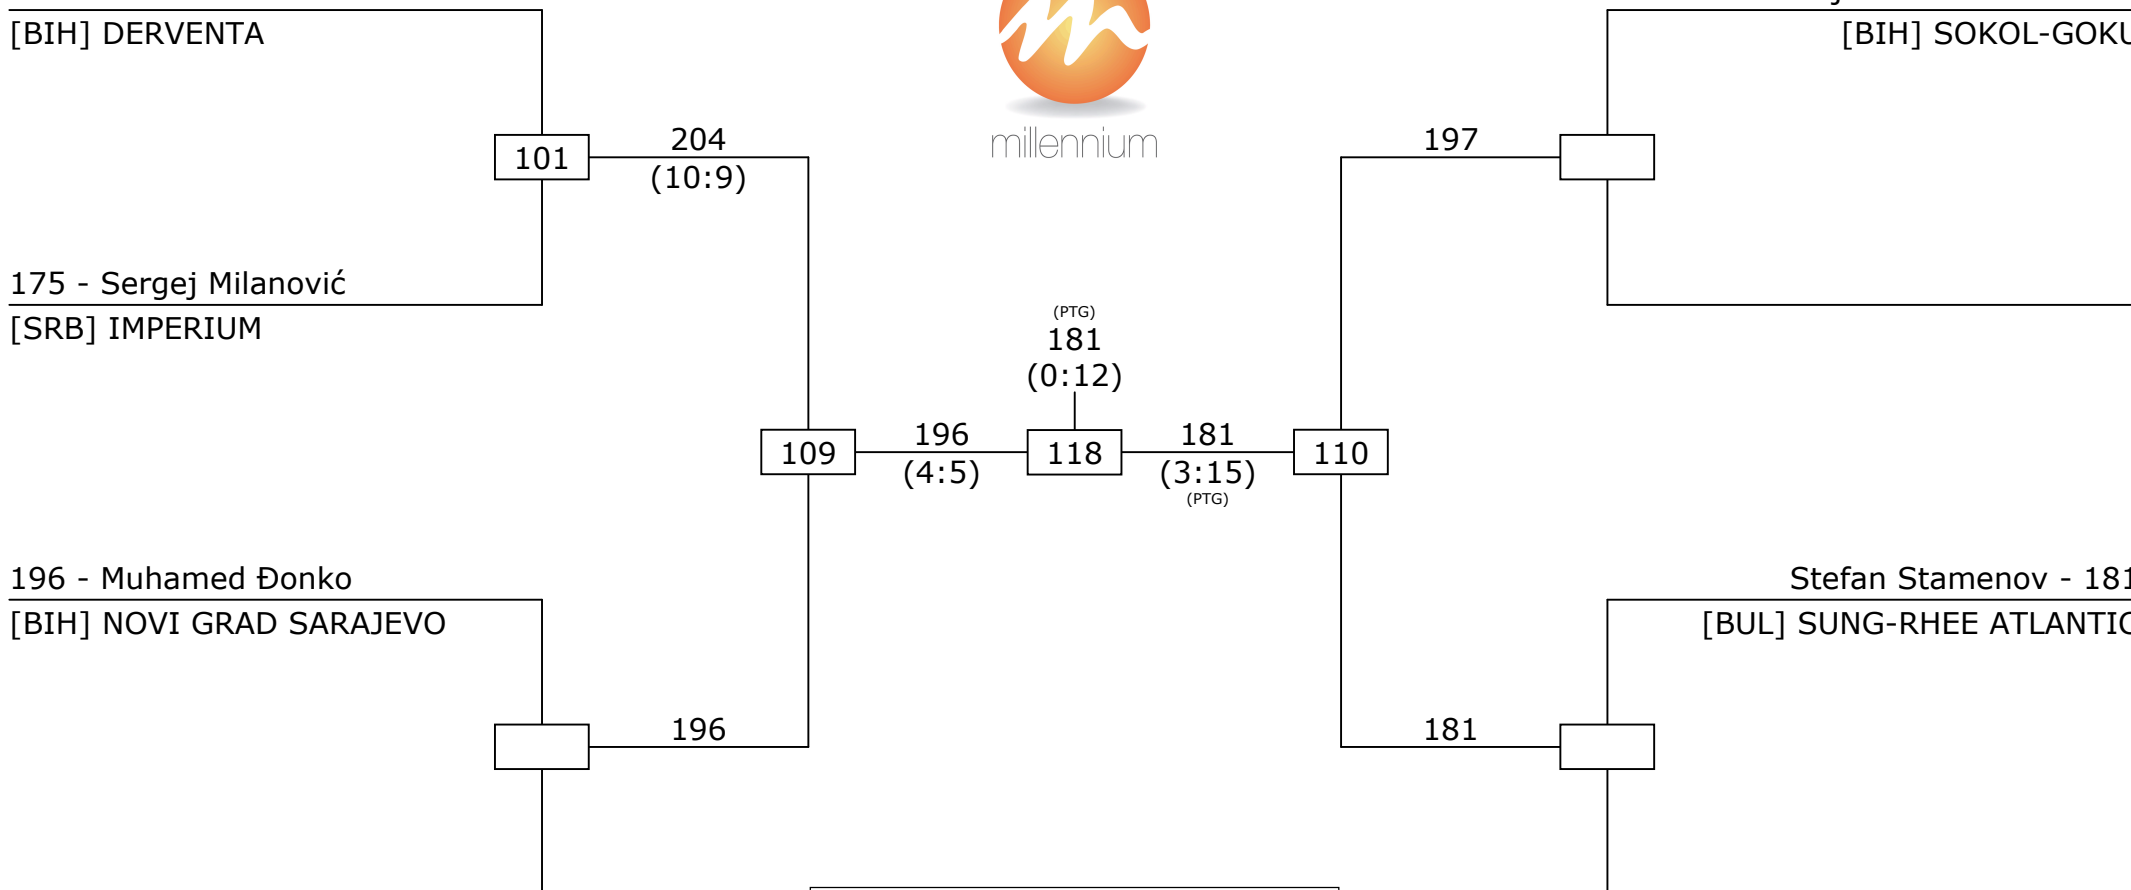 [BIH] DERVENTA
[BIH] SOKOL-GOKU
millennium
101
204
(10:9)
197
175 - Sergej Milanović
[SRB] IMPERIUM
(PTG)
181
(0:12)
109
196
(4:5)
118
181
(3:15)
(PTG)
110
196 - Muhamed Đonko
[BIH] NOVI GRAD SARAJEVO
Stefan Stamenov - 181
[BUL] SUNG-RHEE ATLANTIC
196
181